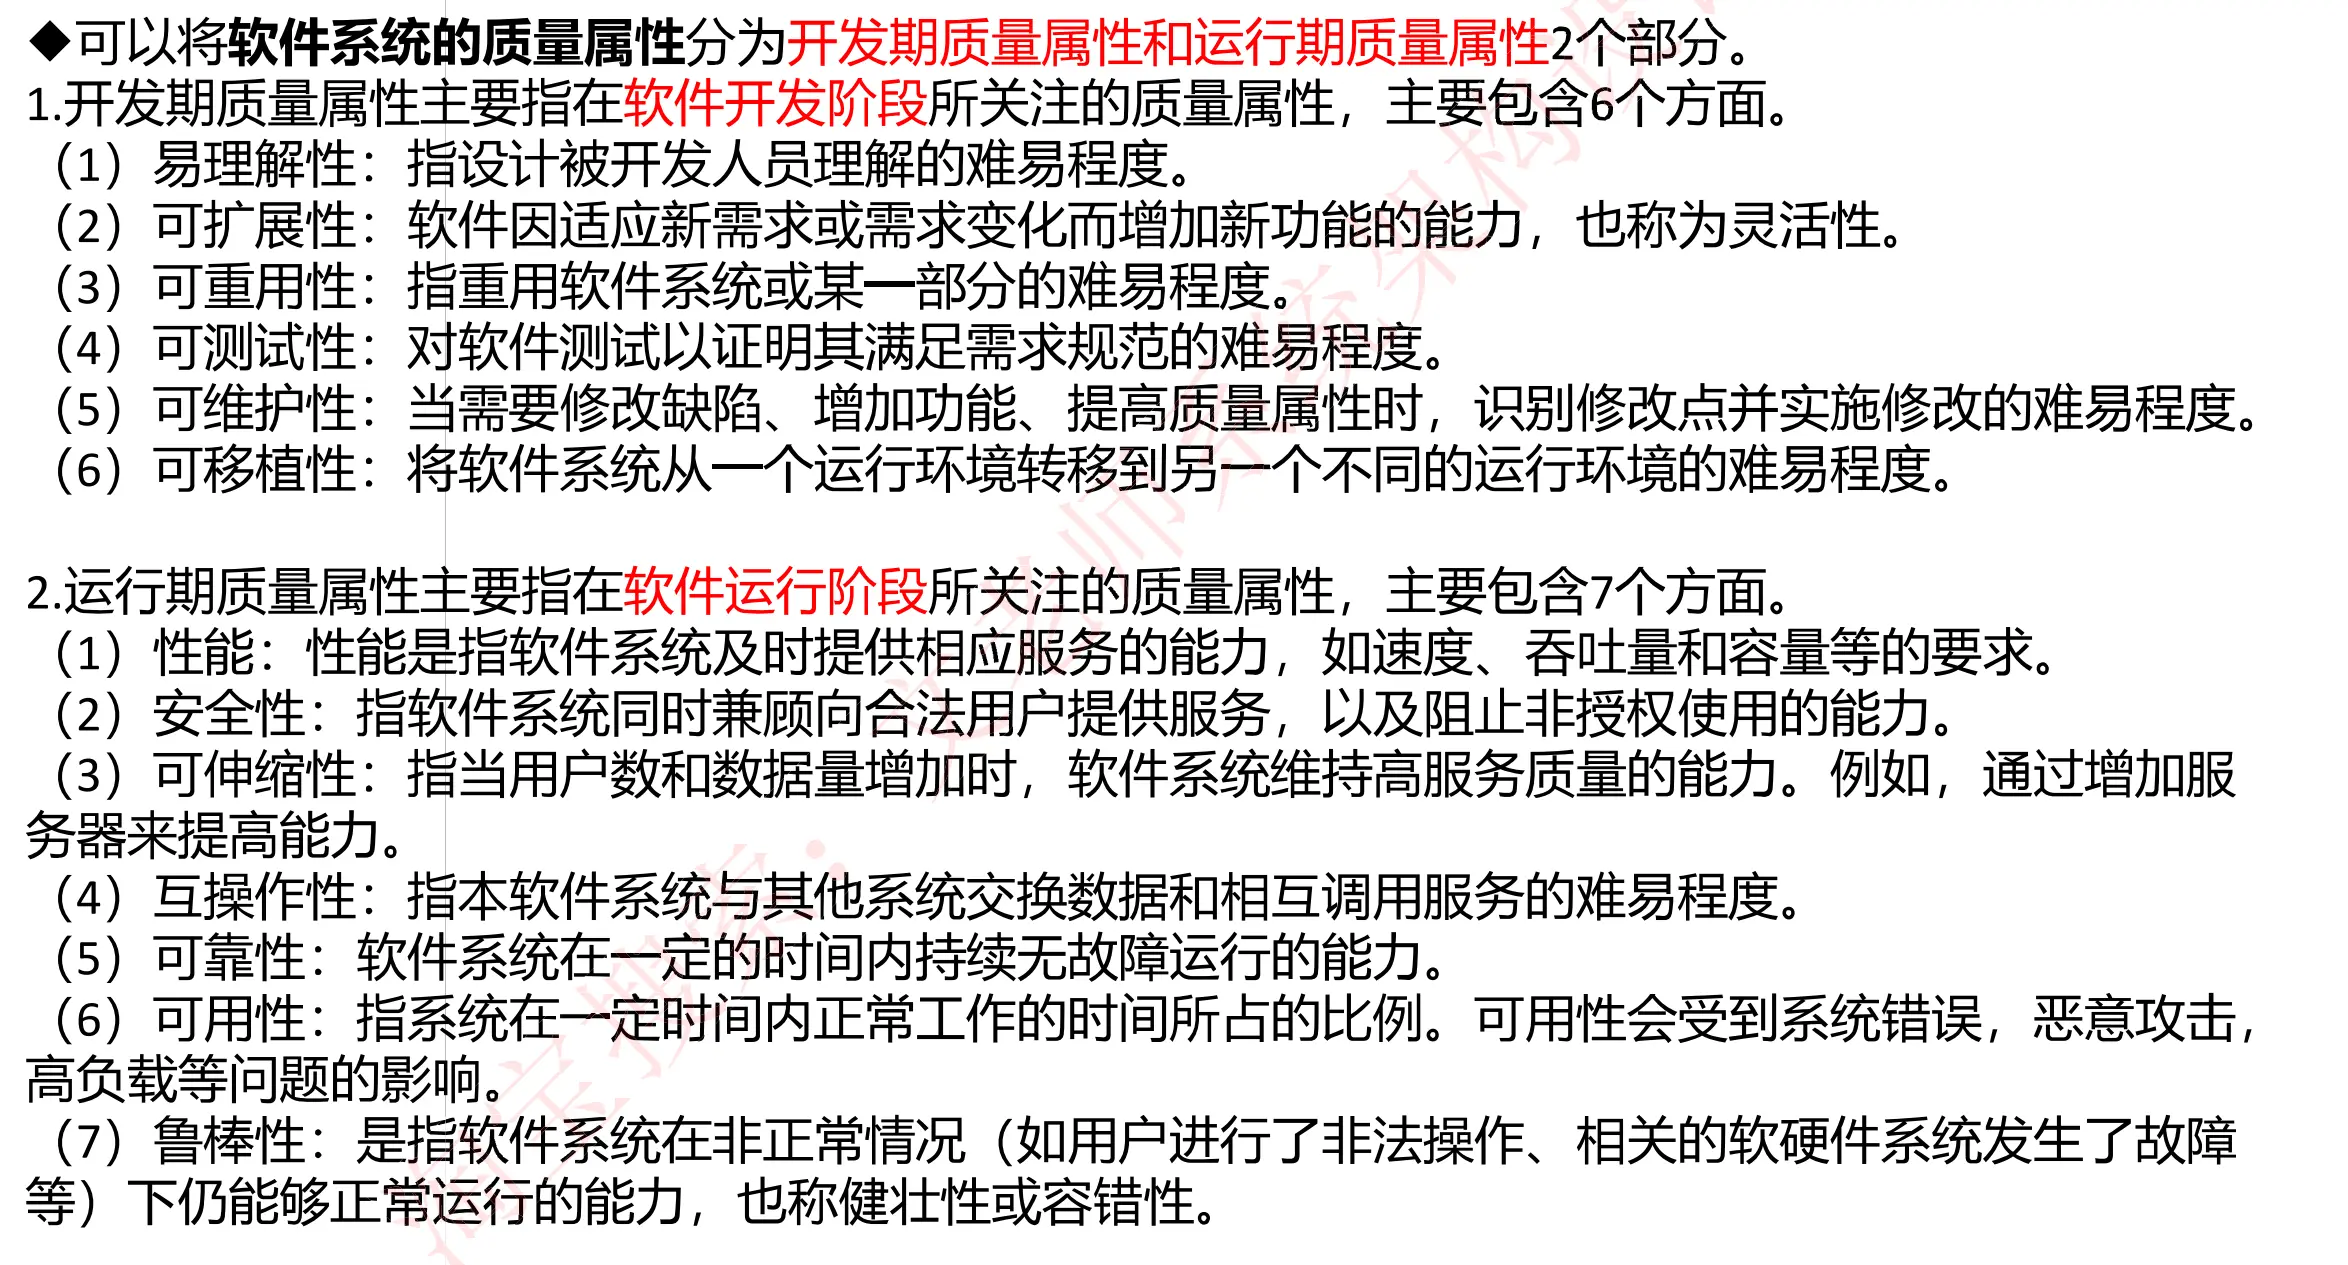 ◆可以将软件系统的质量属性分为开发期质量属性和运行期质量属性2个部分。
1.开发期质量属性主要指在软件开发阶段所关注的质量属性，主要包含6个方面。
（1）易理解性：指设计被开发人员理解的难易程度。
（2）可扩展性：软件因适应新需求或需求变化而增加新功能的能力，也称为灵活性。
（3）可重用性：指重用软件系统或某一部分的难易程度。
（4）可测试性：对软件测试以证明其满足需求规范的难易程度。
（5）可维护性：当需要修改缺陷、增加功能、提高质量属性时，识别修改点并实施修改的难易程度。
（6）可移植性：将软件系统从一个运行环境转移到另一个不同的运行环境的难易程度。
2.运行期质量属性主要指在软件运行阶段所关注的质量属性，主要包含7个方面。
（1）性能：性能是指软件系统及时提供相应服务的能力，如速度、吞吐量和容量等的要求。
（2）安全性：指软件系统同时兼顾向合法用户提供服务，以及阻止非授权使用的能力。
（3）可伸缩性：指当用户数和数据量增加时，软件系统维持高服务质量的能力。例如，通过增加服
务器来提高能力。
（4）互操作性：指本软件系统与其他系统交换数据和相互调用服务的难易程度。
（5）可靠性：软件系统在一定的时间内持续无故障运行的能力。
（6）可用性：指系统在一定时间内正常工作的时间所占的比例。可用性会受到系统错误，恶意攻击，
高负载等问题的影响。
（7）鲁棒性：是指软件系统在非正常情况（如用户进行了非法操作、相关的软硬件系统发生了故障
等）下仍能够正常运行的能力，也称健壮性或容错性。
宝搜索：文老师系统架构设